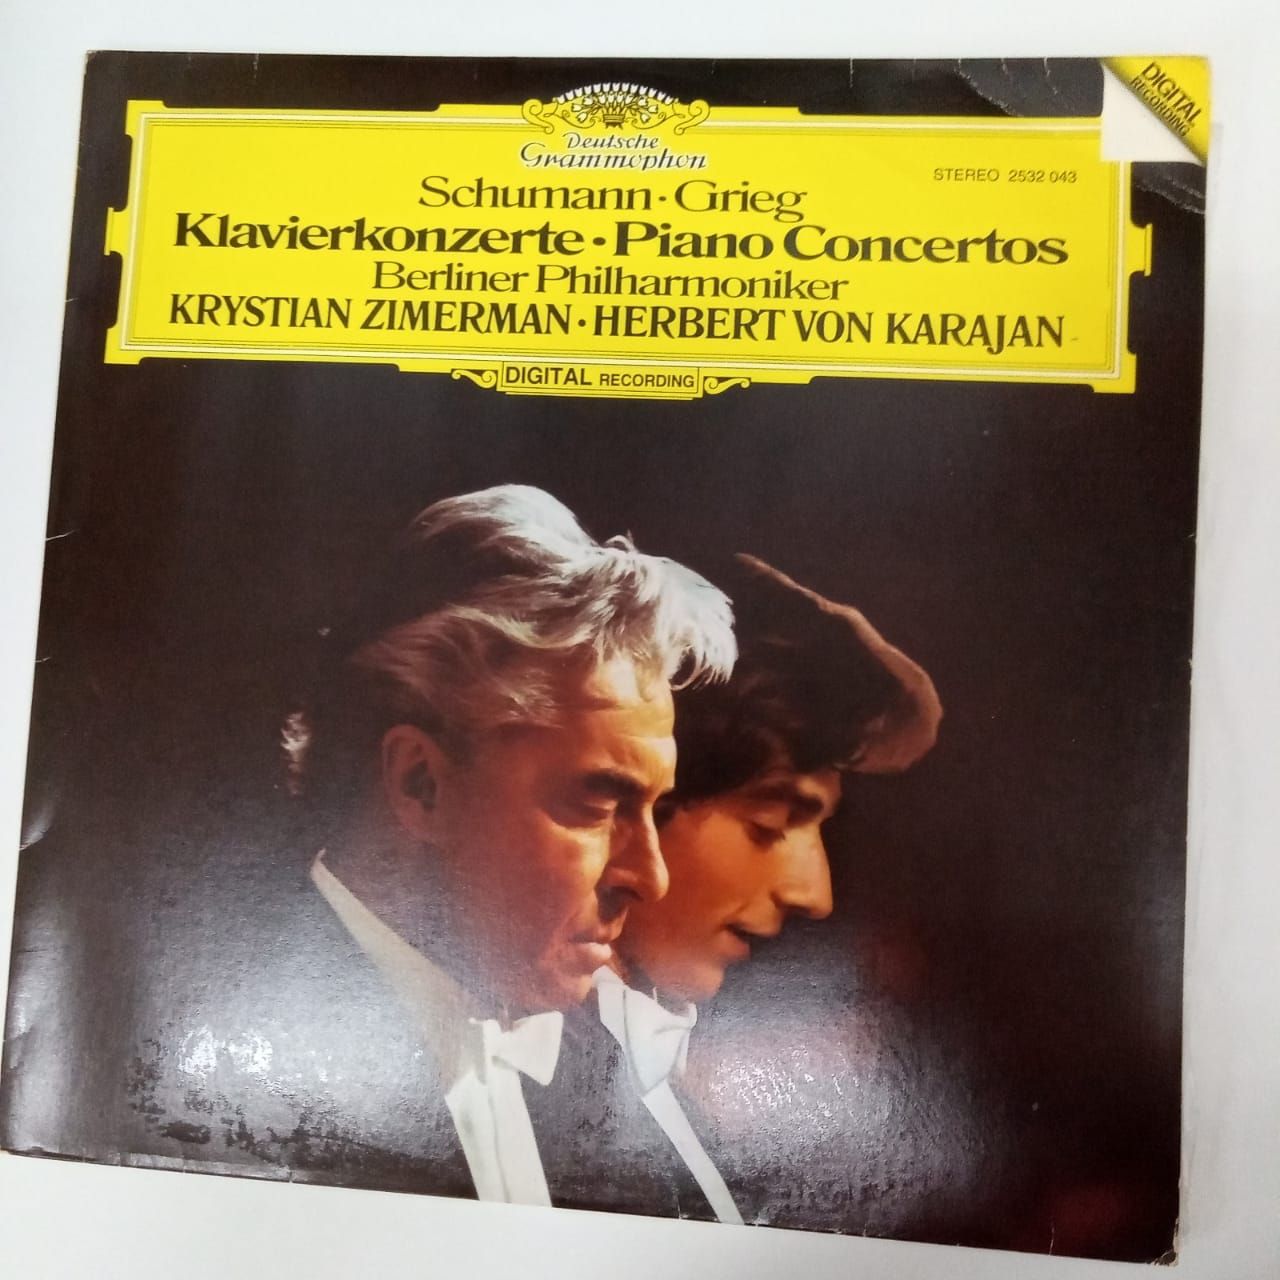 DIGITAL
RECORDING
Deutsche
Grammophon
STEREO 2532 043
Schumann · Grieg
Klavierkonzerte · Piano Concertos
Berliner Philharmoniker
KRYSTIAN ZIMERMAN · HERBERT VON KARAJAN
DIGITAL RECORDING